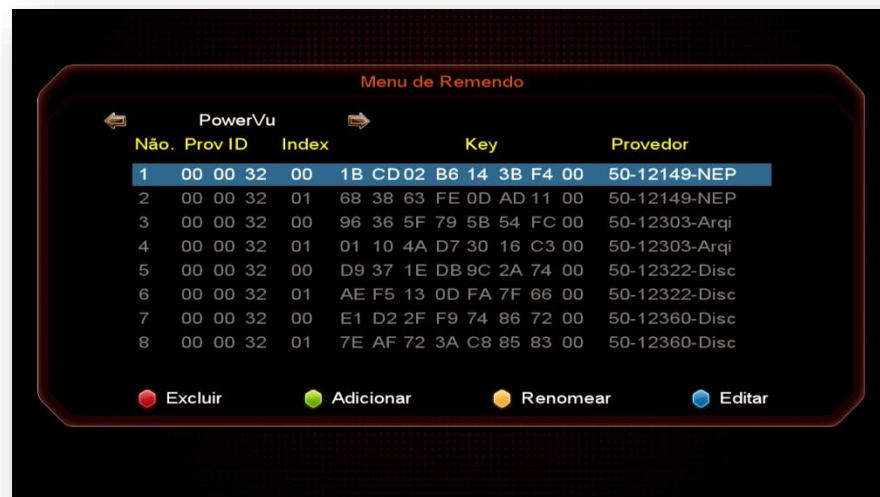 Menu de Remendo
PowerVu
Não. Prov ID Index Key Provedor
1 00 00 32 00 1B CD 02 B6 14 3B F4 00 50-12149-NEP
2 00 00 32 01 68 38 63 FE 0D AD 11 00 50-12149-NEP
3 00 00 32 00 96 36 5F 79 5B 54 FC 00 50-12303-Arqi
4 00 00 32 01 01 10 4A D7 30 16 C3 00 50-12303-Arqi
5 00 00 32 00 D9 37 1E DB 9C 2A 74 00 50-12322-Disc
6 00 00 32 01 AE F5 13 0D FA 7F 66 00 50-12322-Disc
7 00 00 32 00 E1 D2 2F F9 74 86 72 00 50-12360-Disc
8 00 00 32 01 7E AF 72 3A C8 85 83 00 50-12360-Disc
Excluir Adicionar Renomear Editar